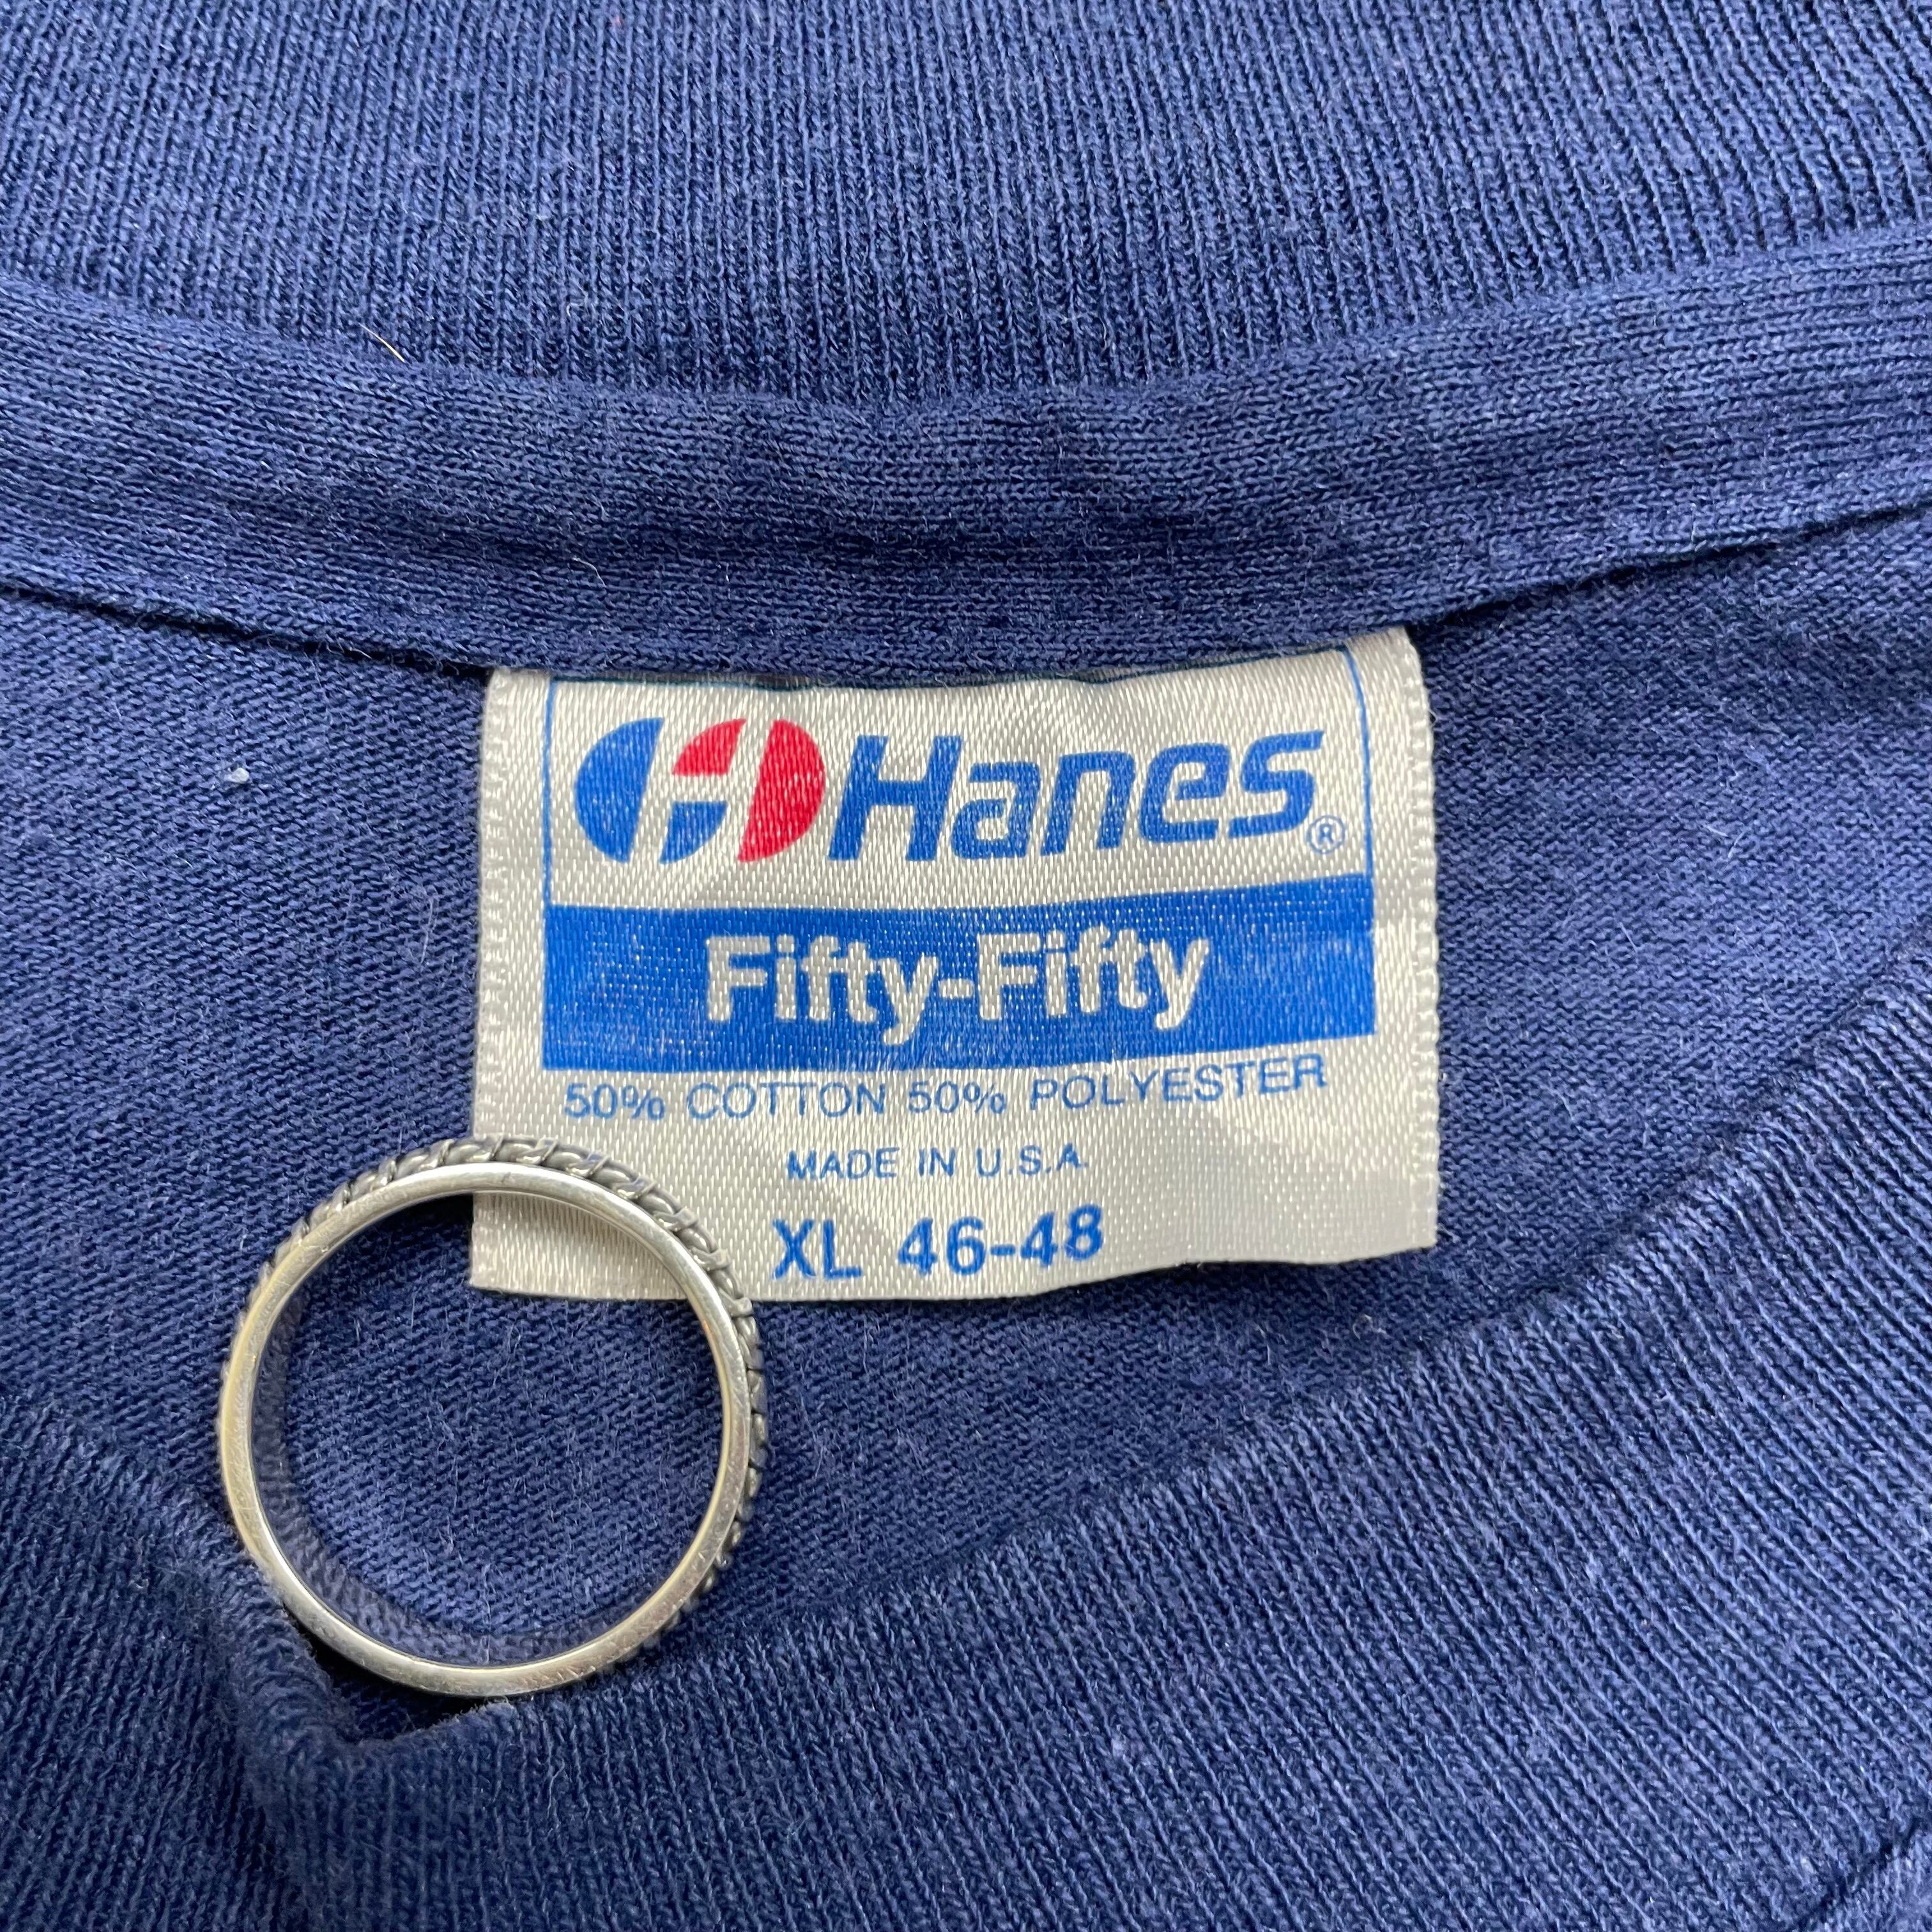 H Hanes®
Fifty-Fifty
50% COTTON 50% POLYESTER
MADE IN U.S.A.
XL 46-48